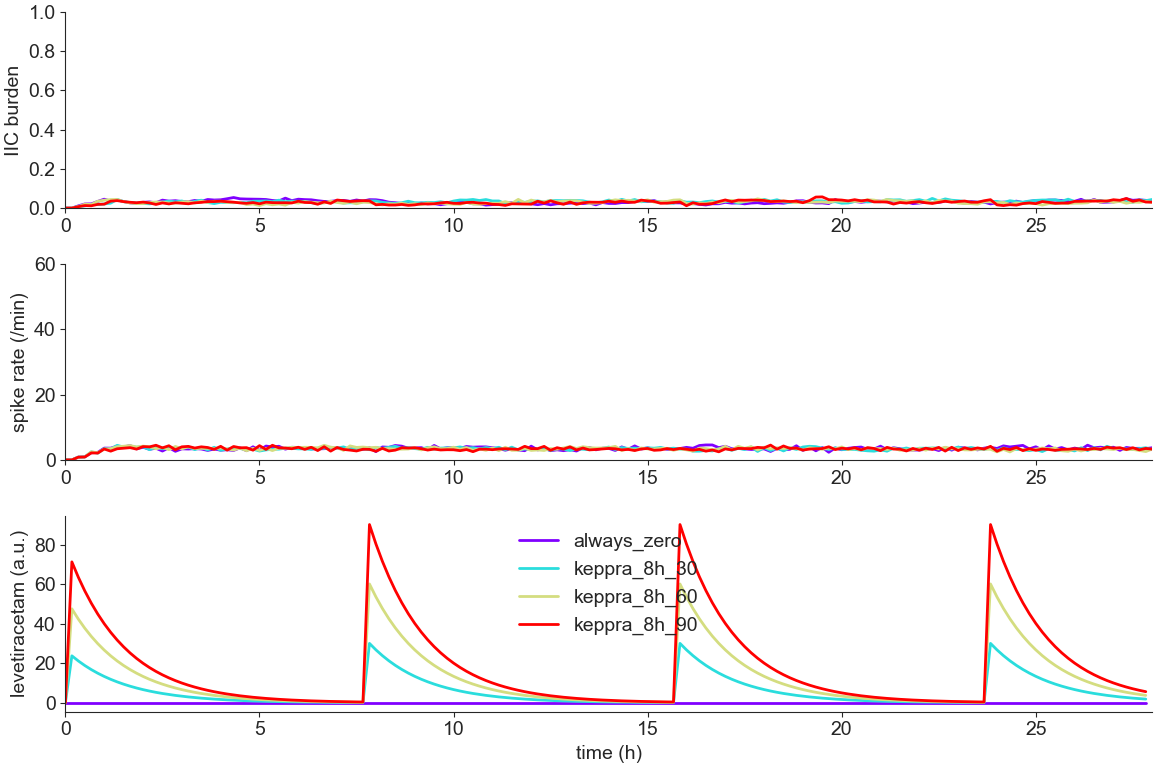 IIC burden
1.0
0.8
0.6
0.4
0.2
0.0
0 5 10 15 20 25
spike rate (/min)
60
40
20
0
0 5 10 15 20 25
levetiracetam (a.u.)
80
60
40
20
0
always_zero
keppra_8h_30
keppra_8h_60
keppra_8h_90
0 5 10 15 20 25
time (h)